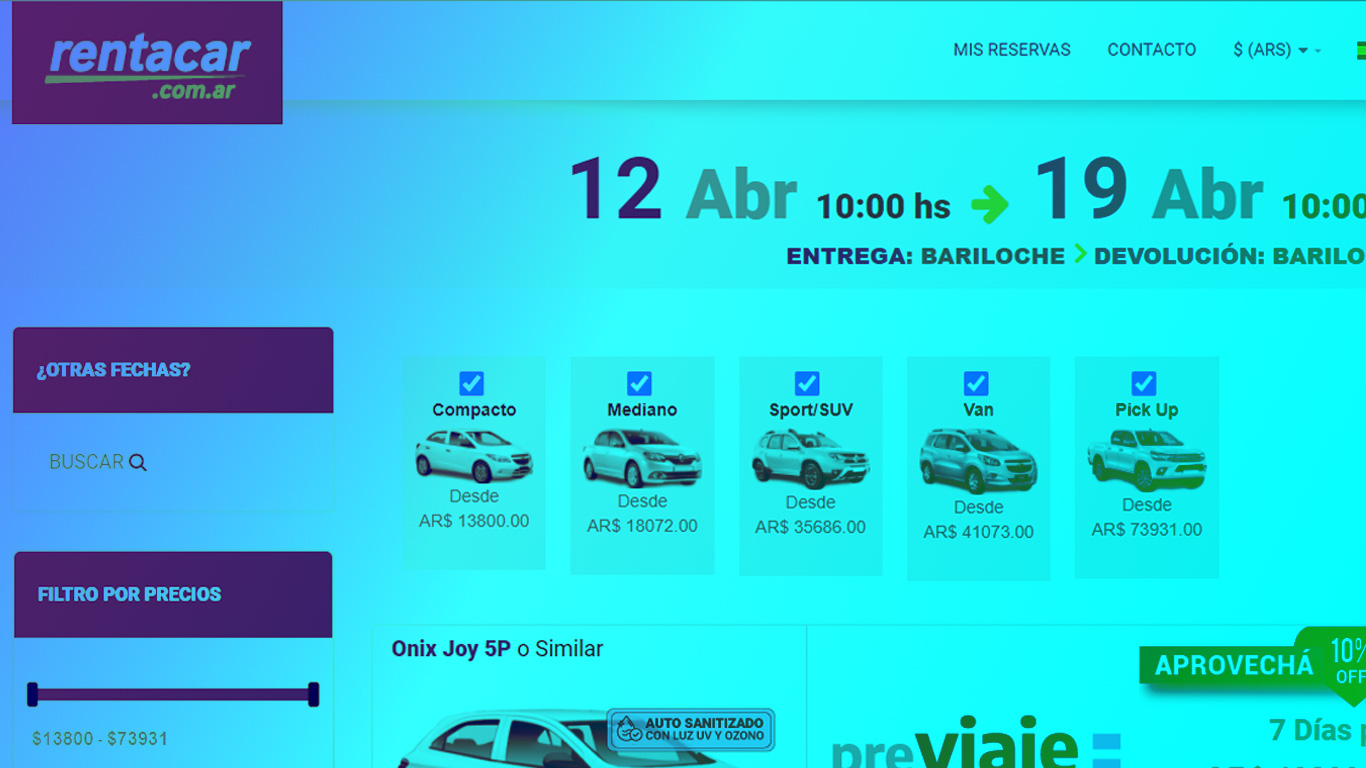 rentacar
.com.ar
MIS RESERVAS CONTACTO $ (ARS)
12 Abr 10:00 hs 19 Abr 10:00
ENTREGA: BARILOCHE DEVOLUCIÓN:
¿OTRAS FECHAS?
BUSCAR
FILTRO POR PRECIOS
$13800 - $73931
Compacto
Desde
AR$ 13800.00
Mediano
Desde
AR$ 18072.00
Sport/SUV
Desde
AR$ 35686.00
Van
Desde
AR$ 41073.00
Pick Up
Desde
AR$ 73931.00
Onix Joy 5P o Similar
AUTO SANITIZADO
CON LUZ UV Y OZONO
previaje
APROVECHÁ
10%
OFF
7 Días